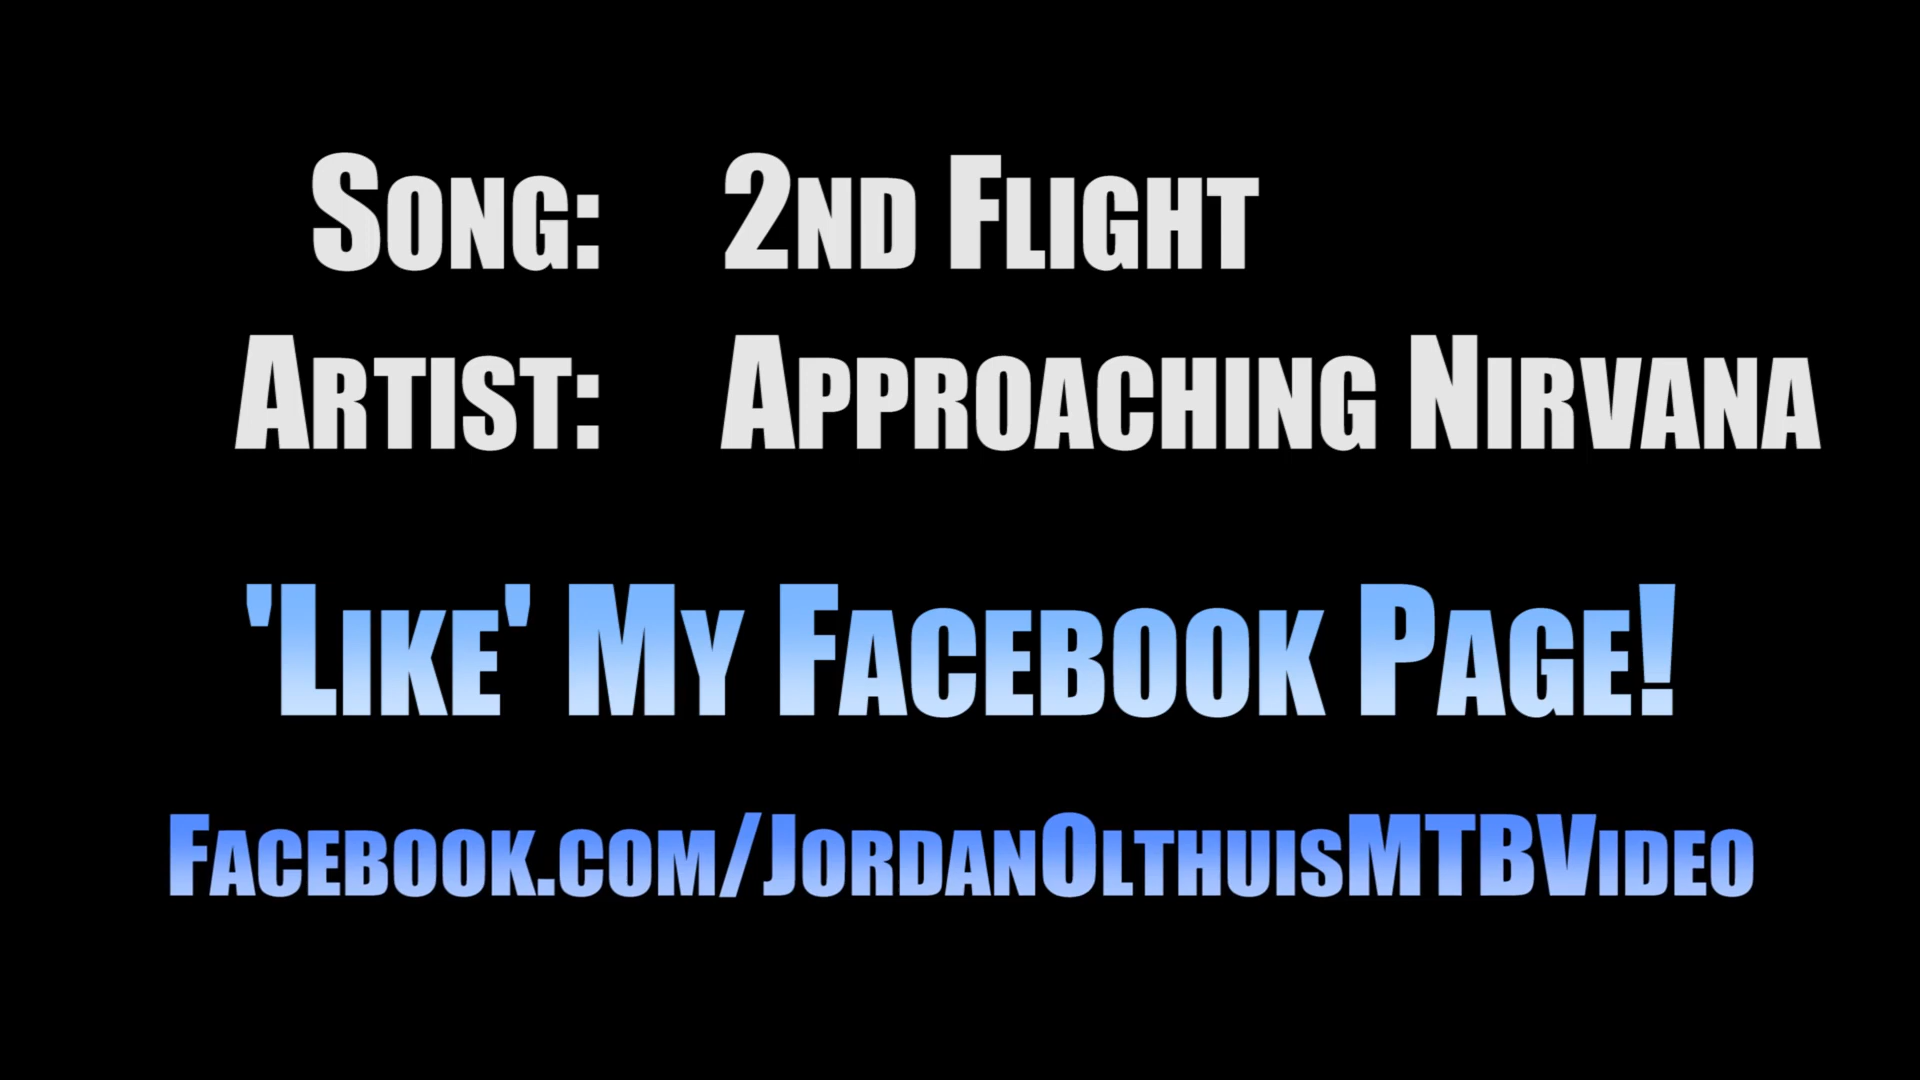 Song: 2nd Flight
Artist: Approaching Nirvana
'Like' My Facebook Page!
Facebook.com/JordanOlthuisMTBVideo